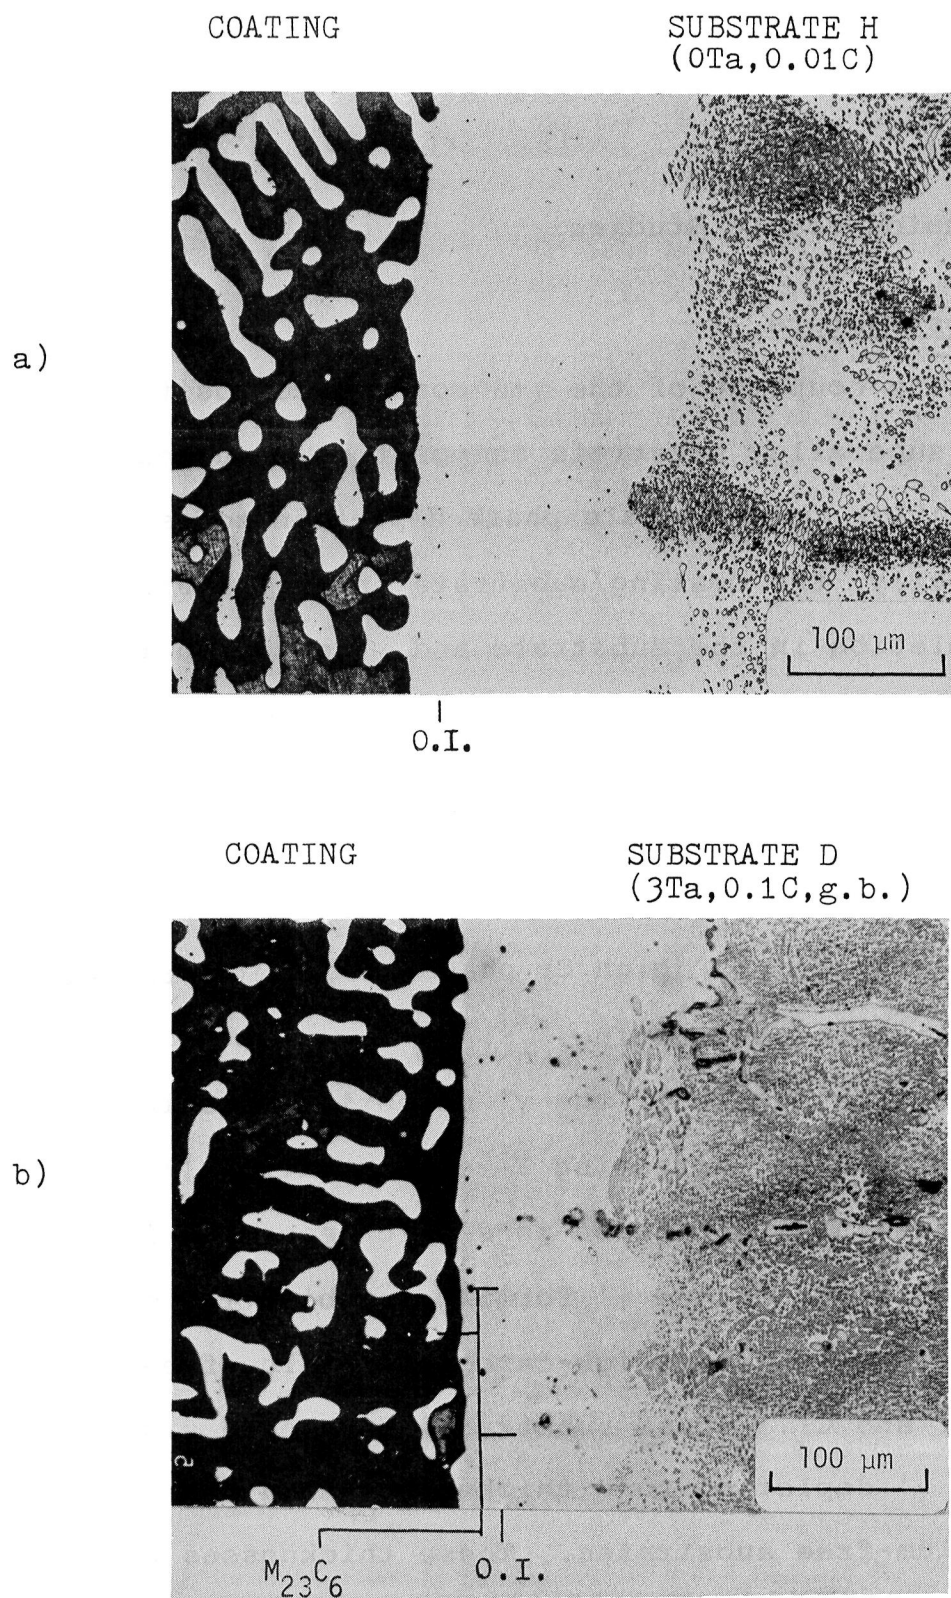 COATING SUBSTRATE H
(0Ta,0.01C)
a)
100 µm
O.I.
COATING SUBSTRATE D
(3Ta,0.1C,g.b.)
b)
100 µm
M₂₃C₆ O.I.